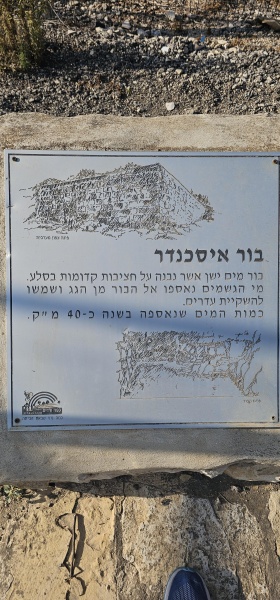 בור איסכנדר
בור מים ישן אשר נבנה על חציבות קדומות בסלע.
מי הגשמים נאספו אל הבור מן הגג ושמשו
להשקיית עדרים.
כמות המים שנאספה בשנה כ-40 מ"ק.